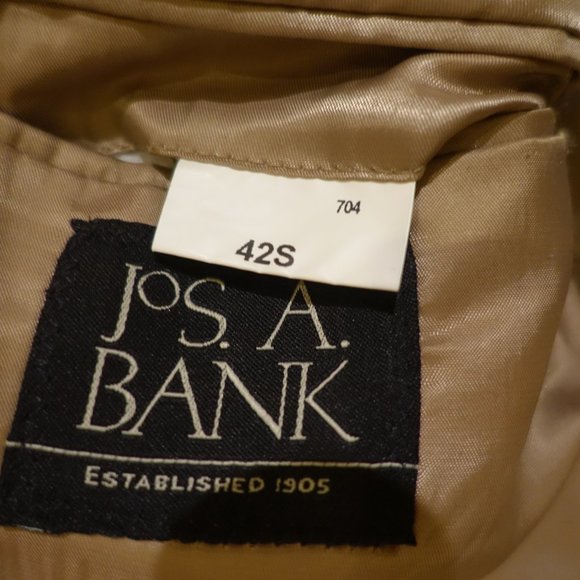 704
42S
JOS. A.
BANK
ESTABLISHED 1905